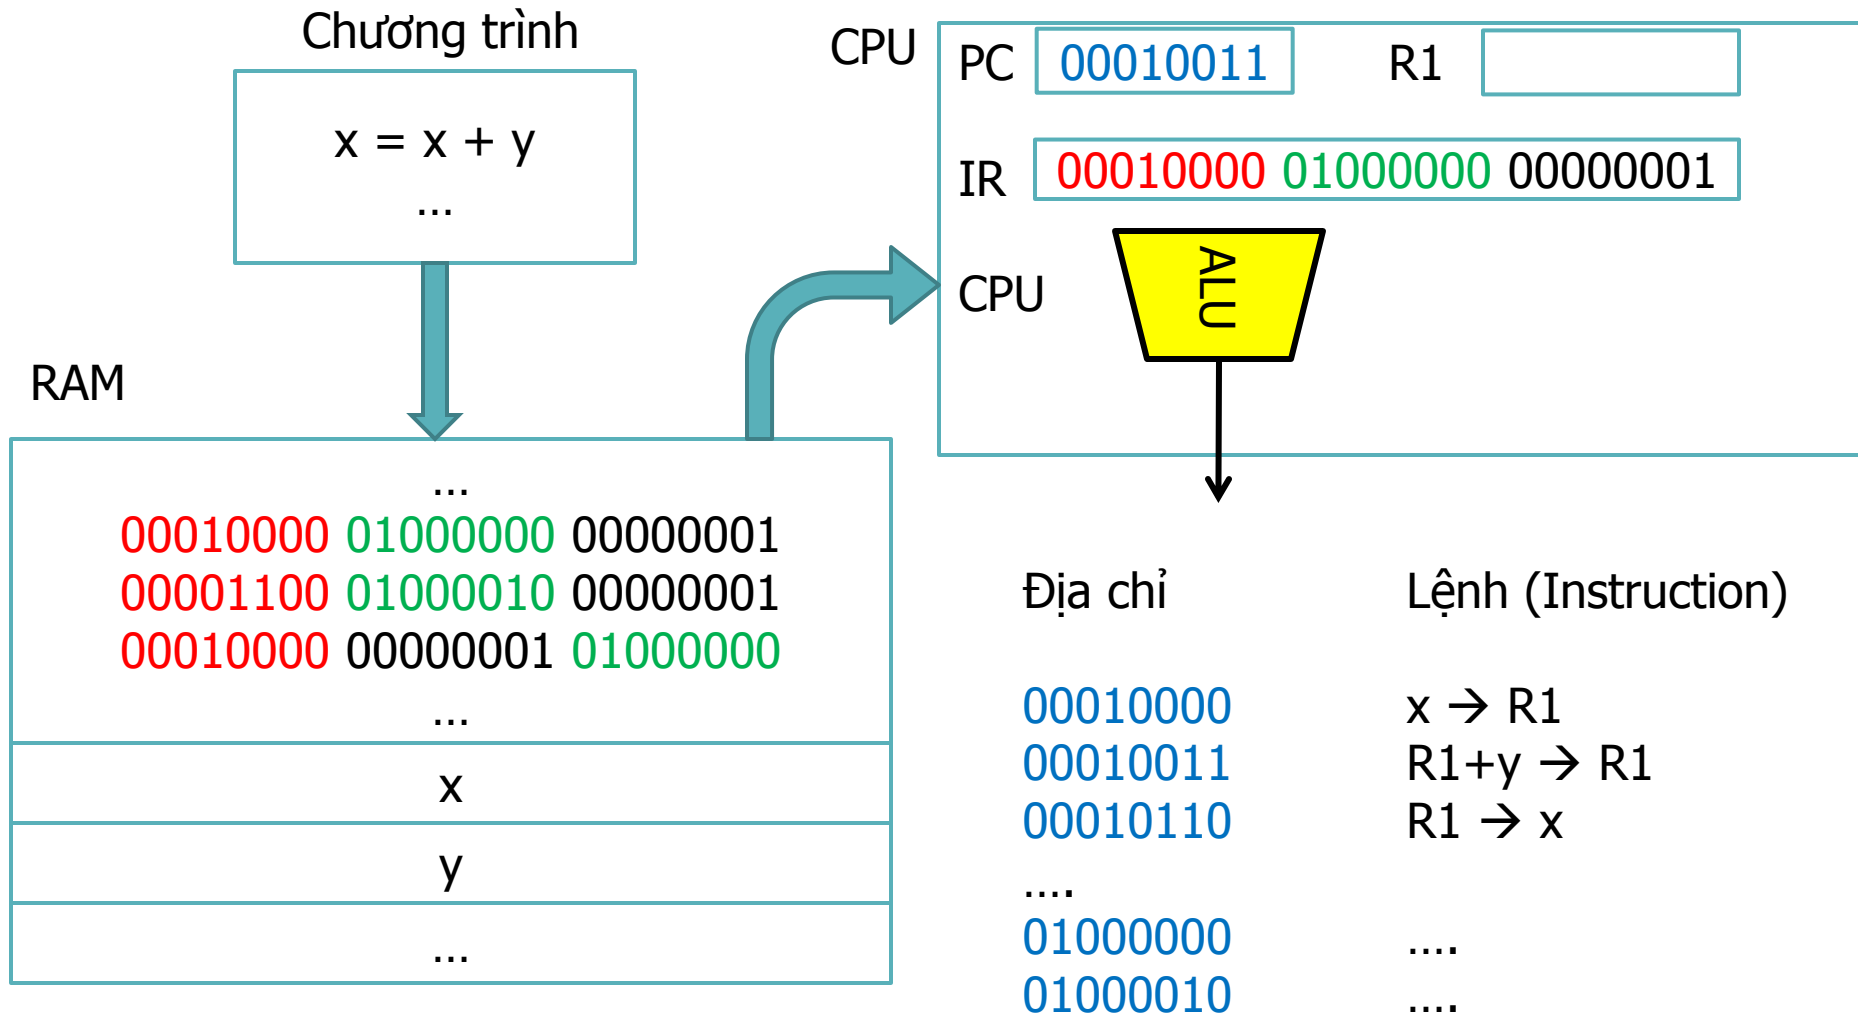 Chương trình
x = x + y
...
RAM
...
00010000 01000000 00000001
00001100 01000010 00000001
00010000 00000001 01000000
...
x
y
...
CPU
PC 00010011 R1
IR 00010000 01000000 00000001
CPU
ALU
Địa chỉ Lệnh (Instruction)
00010000 x → R1
00010011 R1+y → R1
00010110 R1 → x
....
01000000 ....
01000010 ....